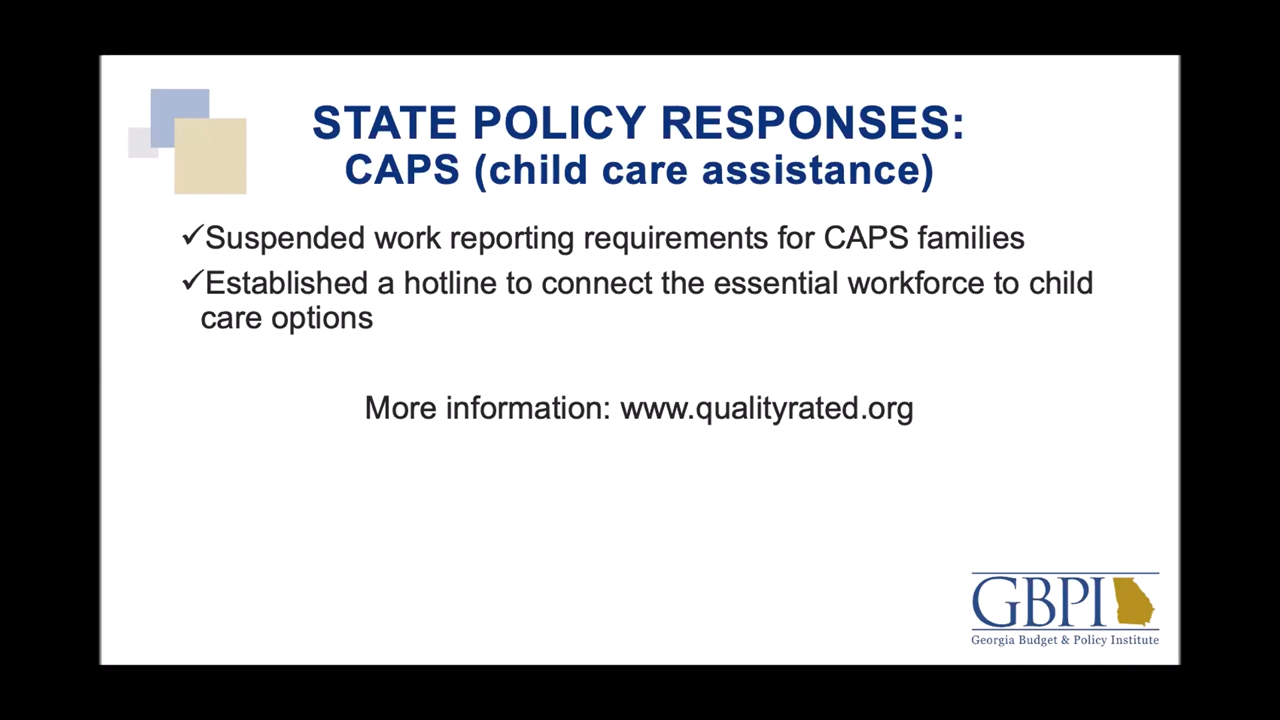 STATE POLICY RESPONSES:
CAPS (child care assistance)
✓Suspended work reporting requirements for CAPS families
✓Established a hotline to connect the essential workforce to child
care options
More information: www.qualityrated.org
GBPI
Georgia Budget & Policy Institute